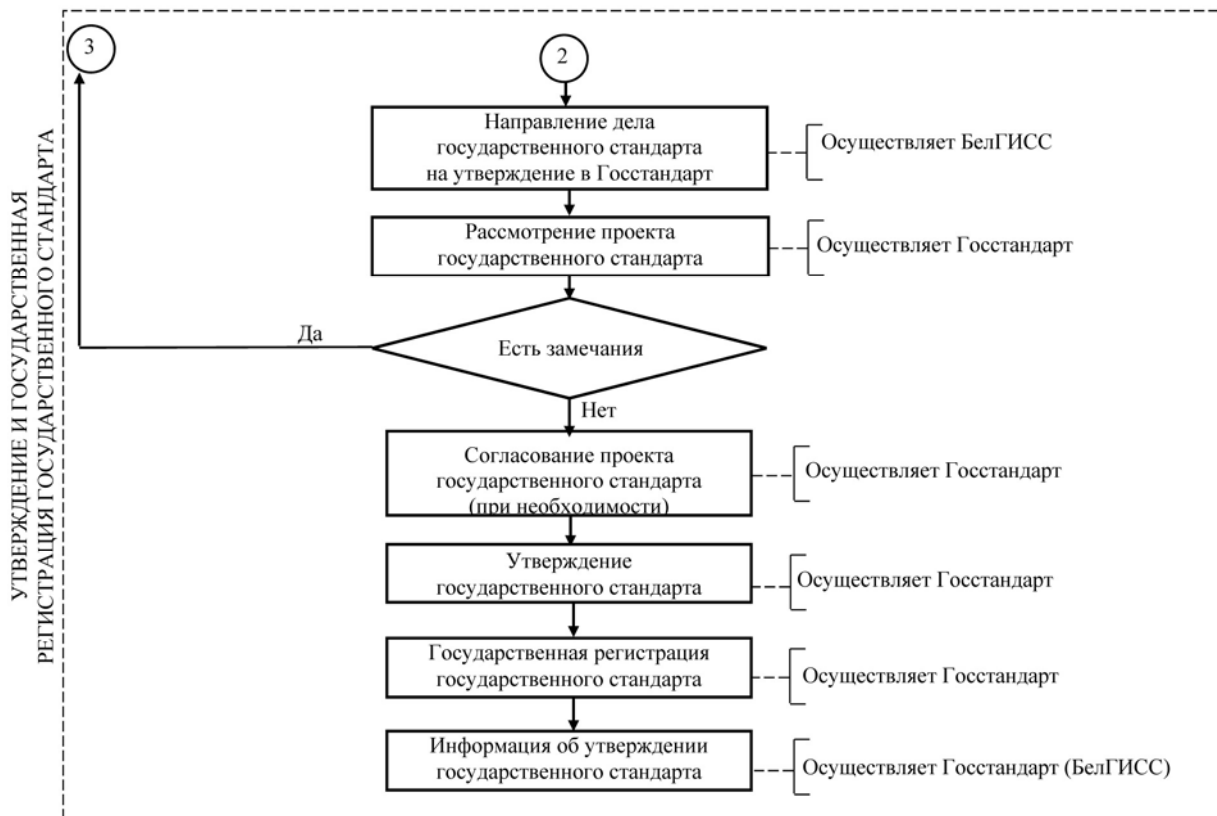 УТВЕРЖДЕНИЕ И ГОСУДАРСТВЕННАЯ
РЕГИСТРАЦИЯ ГОСУДАРСТВЕННОГО СТАНДАРТА
3
2
Направление дела
государственного стандарта
на утверждение в Госстандарт
Осуществляет БелГИСС
Рассмотрение проекта
государственного стандарта
Осуществляет Госстандарт
Есть замечания
Да
Нет
Согласование проекта
государственного стандарта
(при необходимости)
Осуществляет Госстандарт
Утверждение
государственного стандарта
Осуществляет Госстандарт
Государственная регистрация
государственного стандарта
Осуществляет Госстандарт
Информация об утверждении
государственного стандарта
Осуществляет Госстандарт (БелГИСС)